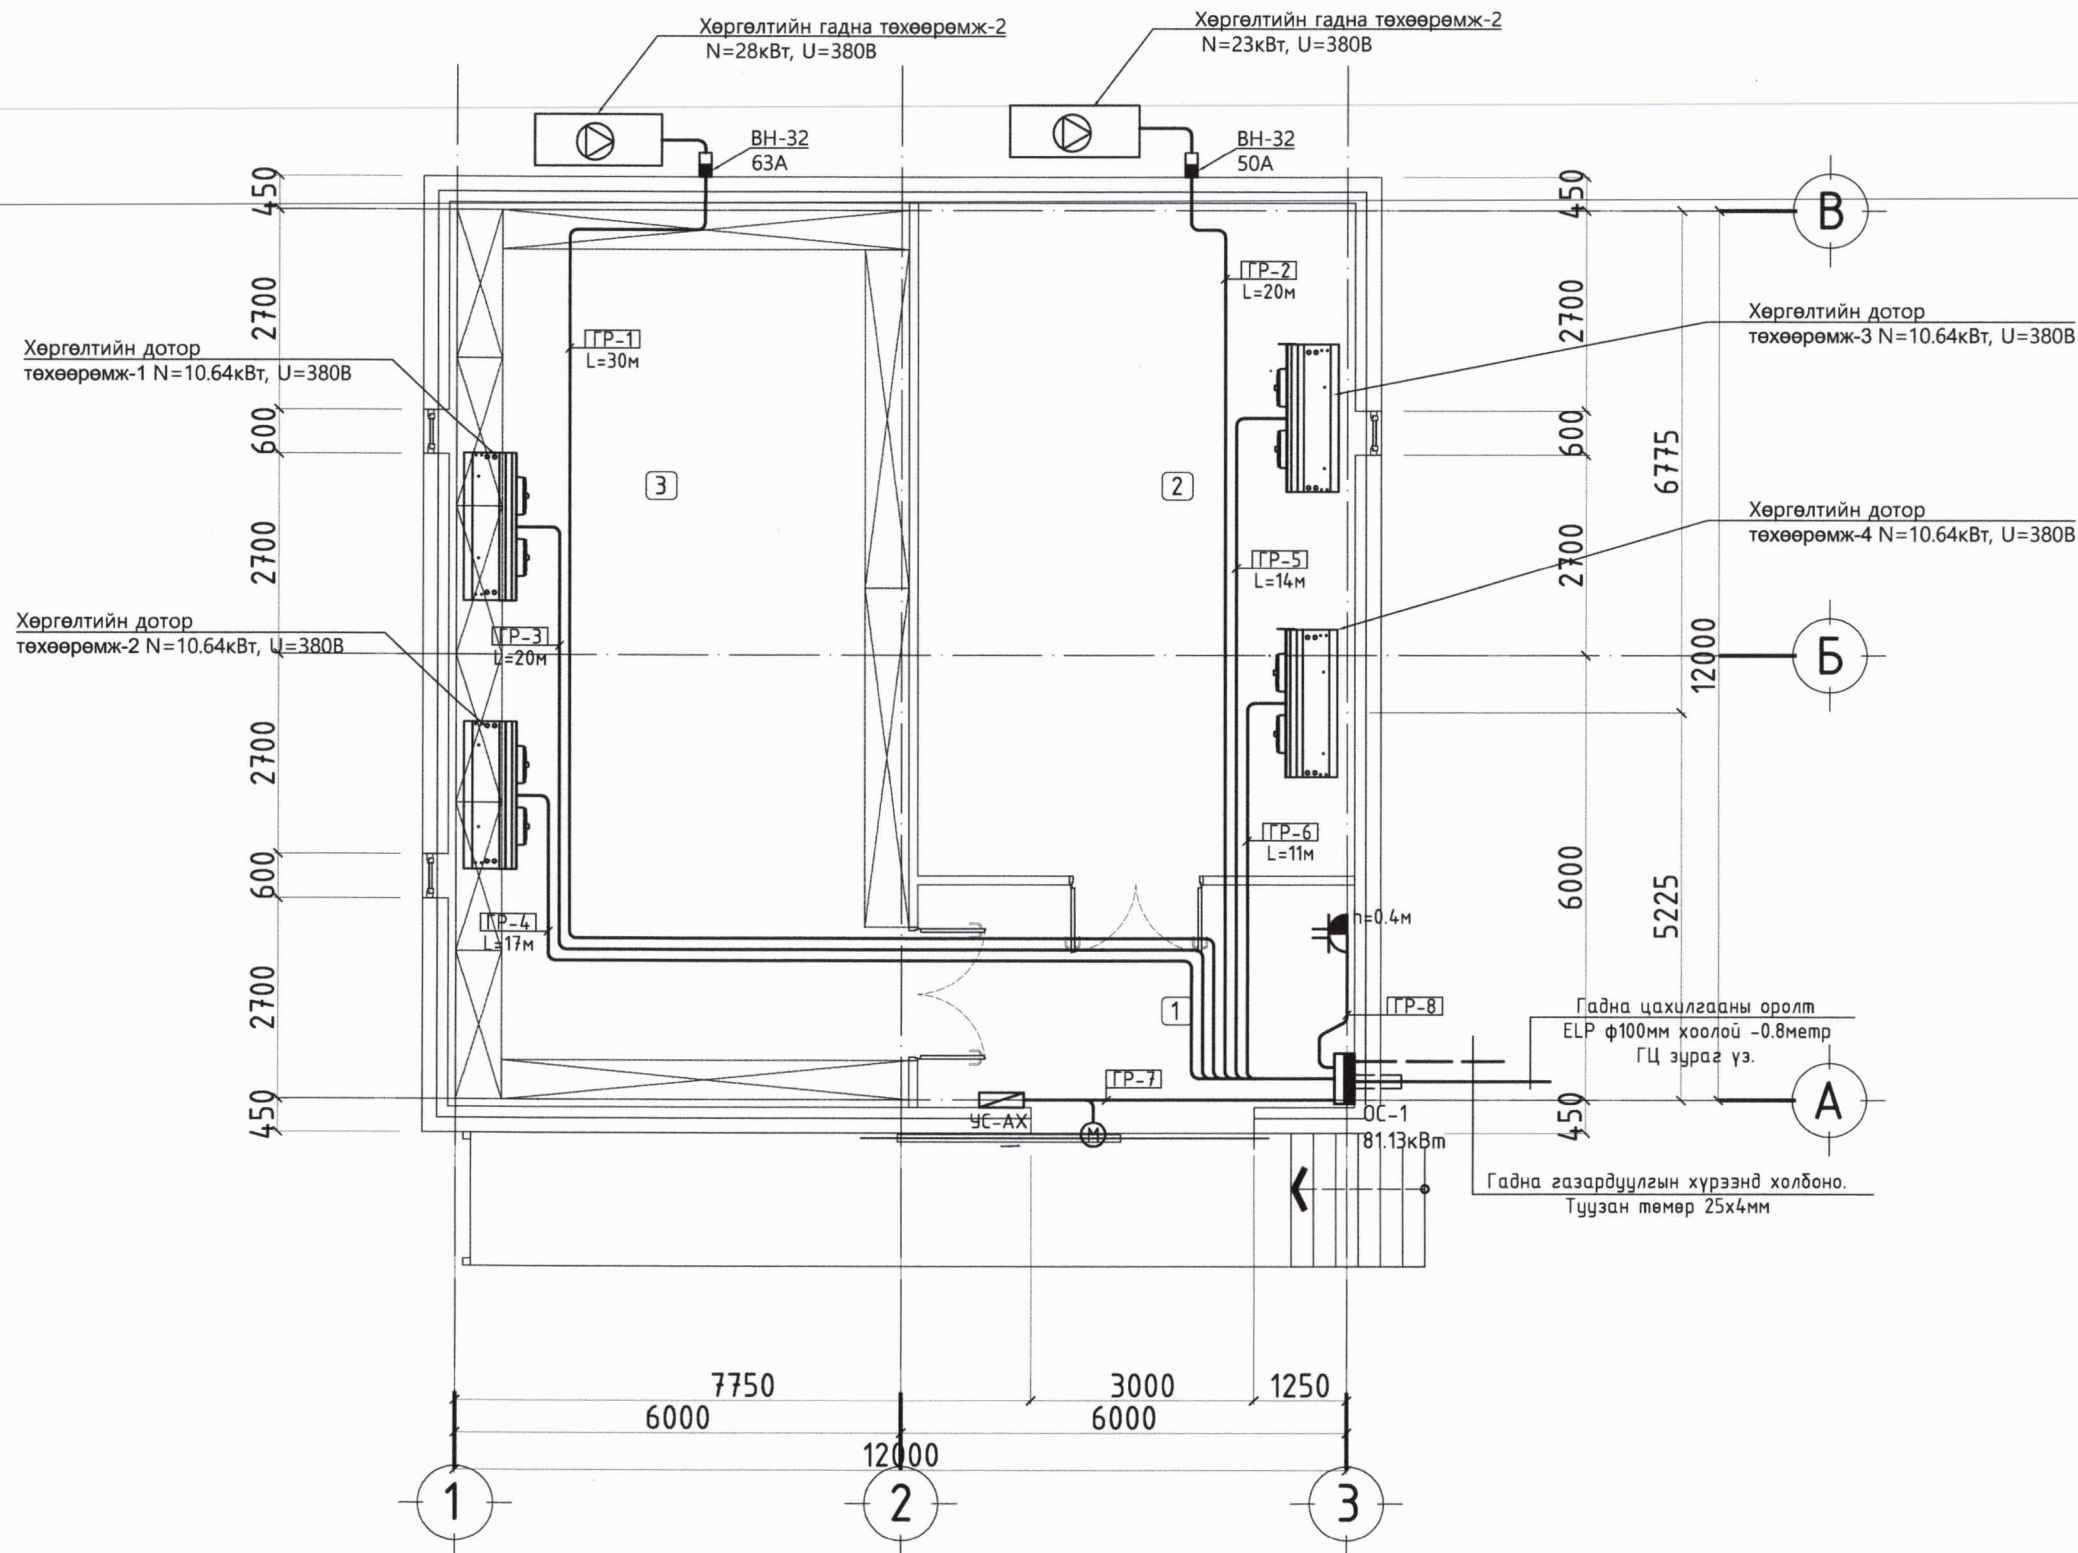 Хөргөлтийн гадна төхөөрөмж-2
N=28кВт, U=380В
Хөргөлтийн гадна төхөөрөмж-2
N=23кВт, U=380В
ВН-32
63А
ВН-32
50А
450
2700
600
2700
2700
600
2700
450
450
2700
600
2700
6000
450
6775
5225
12000
В
Б
А
ГР-1
L=30м
ГР-2
L=20м
Хөргөлтийн дотор
төхөөрөмж-1 N=10.64кВт, U=380В
Хөргөлтийн дотор
төхөөрөмж-3 N=10.64кВт, U=380В
3
2
Хөргөлтийн дотор
төхөөрөмж-4 N=10.64кВт, U=380В
ГР-5
L=14м
Хөргөлтийн дотор
төхөөрөмж-2 N=10.64кВт, U=380В
ГР-3
L=20м
ГР-6
L=11м
ГР-4
L=17м
h=0.4м
1
ГР-8
Гадна цахилгааны оролт
ELP ф100мм хоолой -0.8метр
ГЦ зураг үз.
ГР-7
УС-АХ
М
ОС-1
81.13кВт
Гадна газардуулгын хүрээнд холбоно.
Туузан төмөр 25х4мм
7750
3000
1250
6000
6000
12000
1
2
3